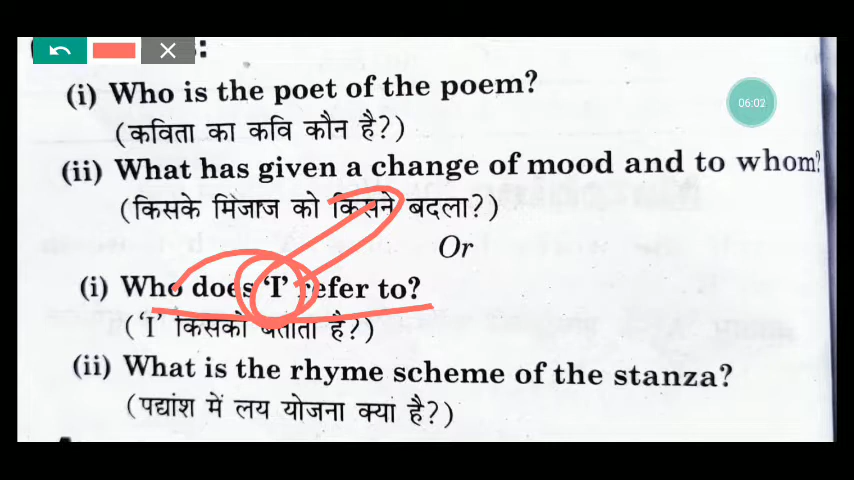 (i) Who is the poet of the poem?
06:02
(कविता का कवि कौन है?)
(ii) What has given a change of mood and to whom?
(किसके मिजाज को किसने बदला?)
Or
(i) Who does 'I' refer to?
('I' किसको बताता है?)
(ii) What is the rhyme scheme of the stanza?
(पद्यांश में लय योजना क्या है?)